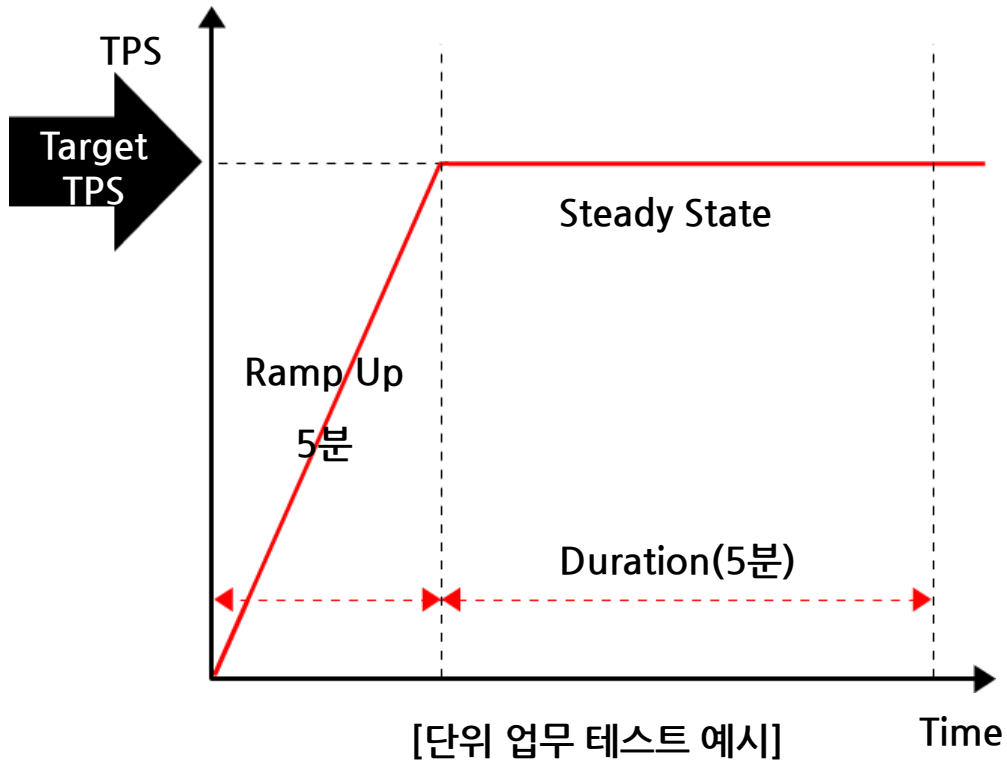 TPS
Target
TPS
Steady State
Ramp Up
5분
Duration(5분)
Time
[단위 업무 테스트 예시]